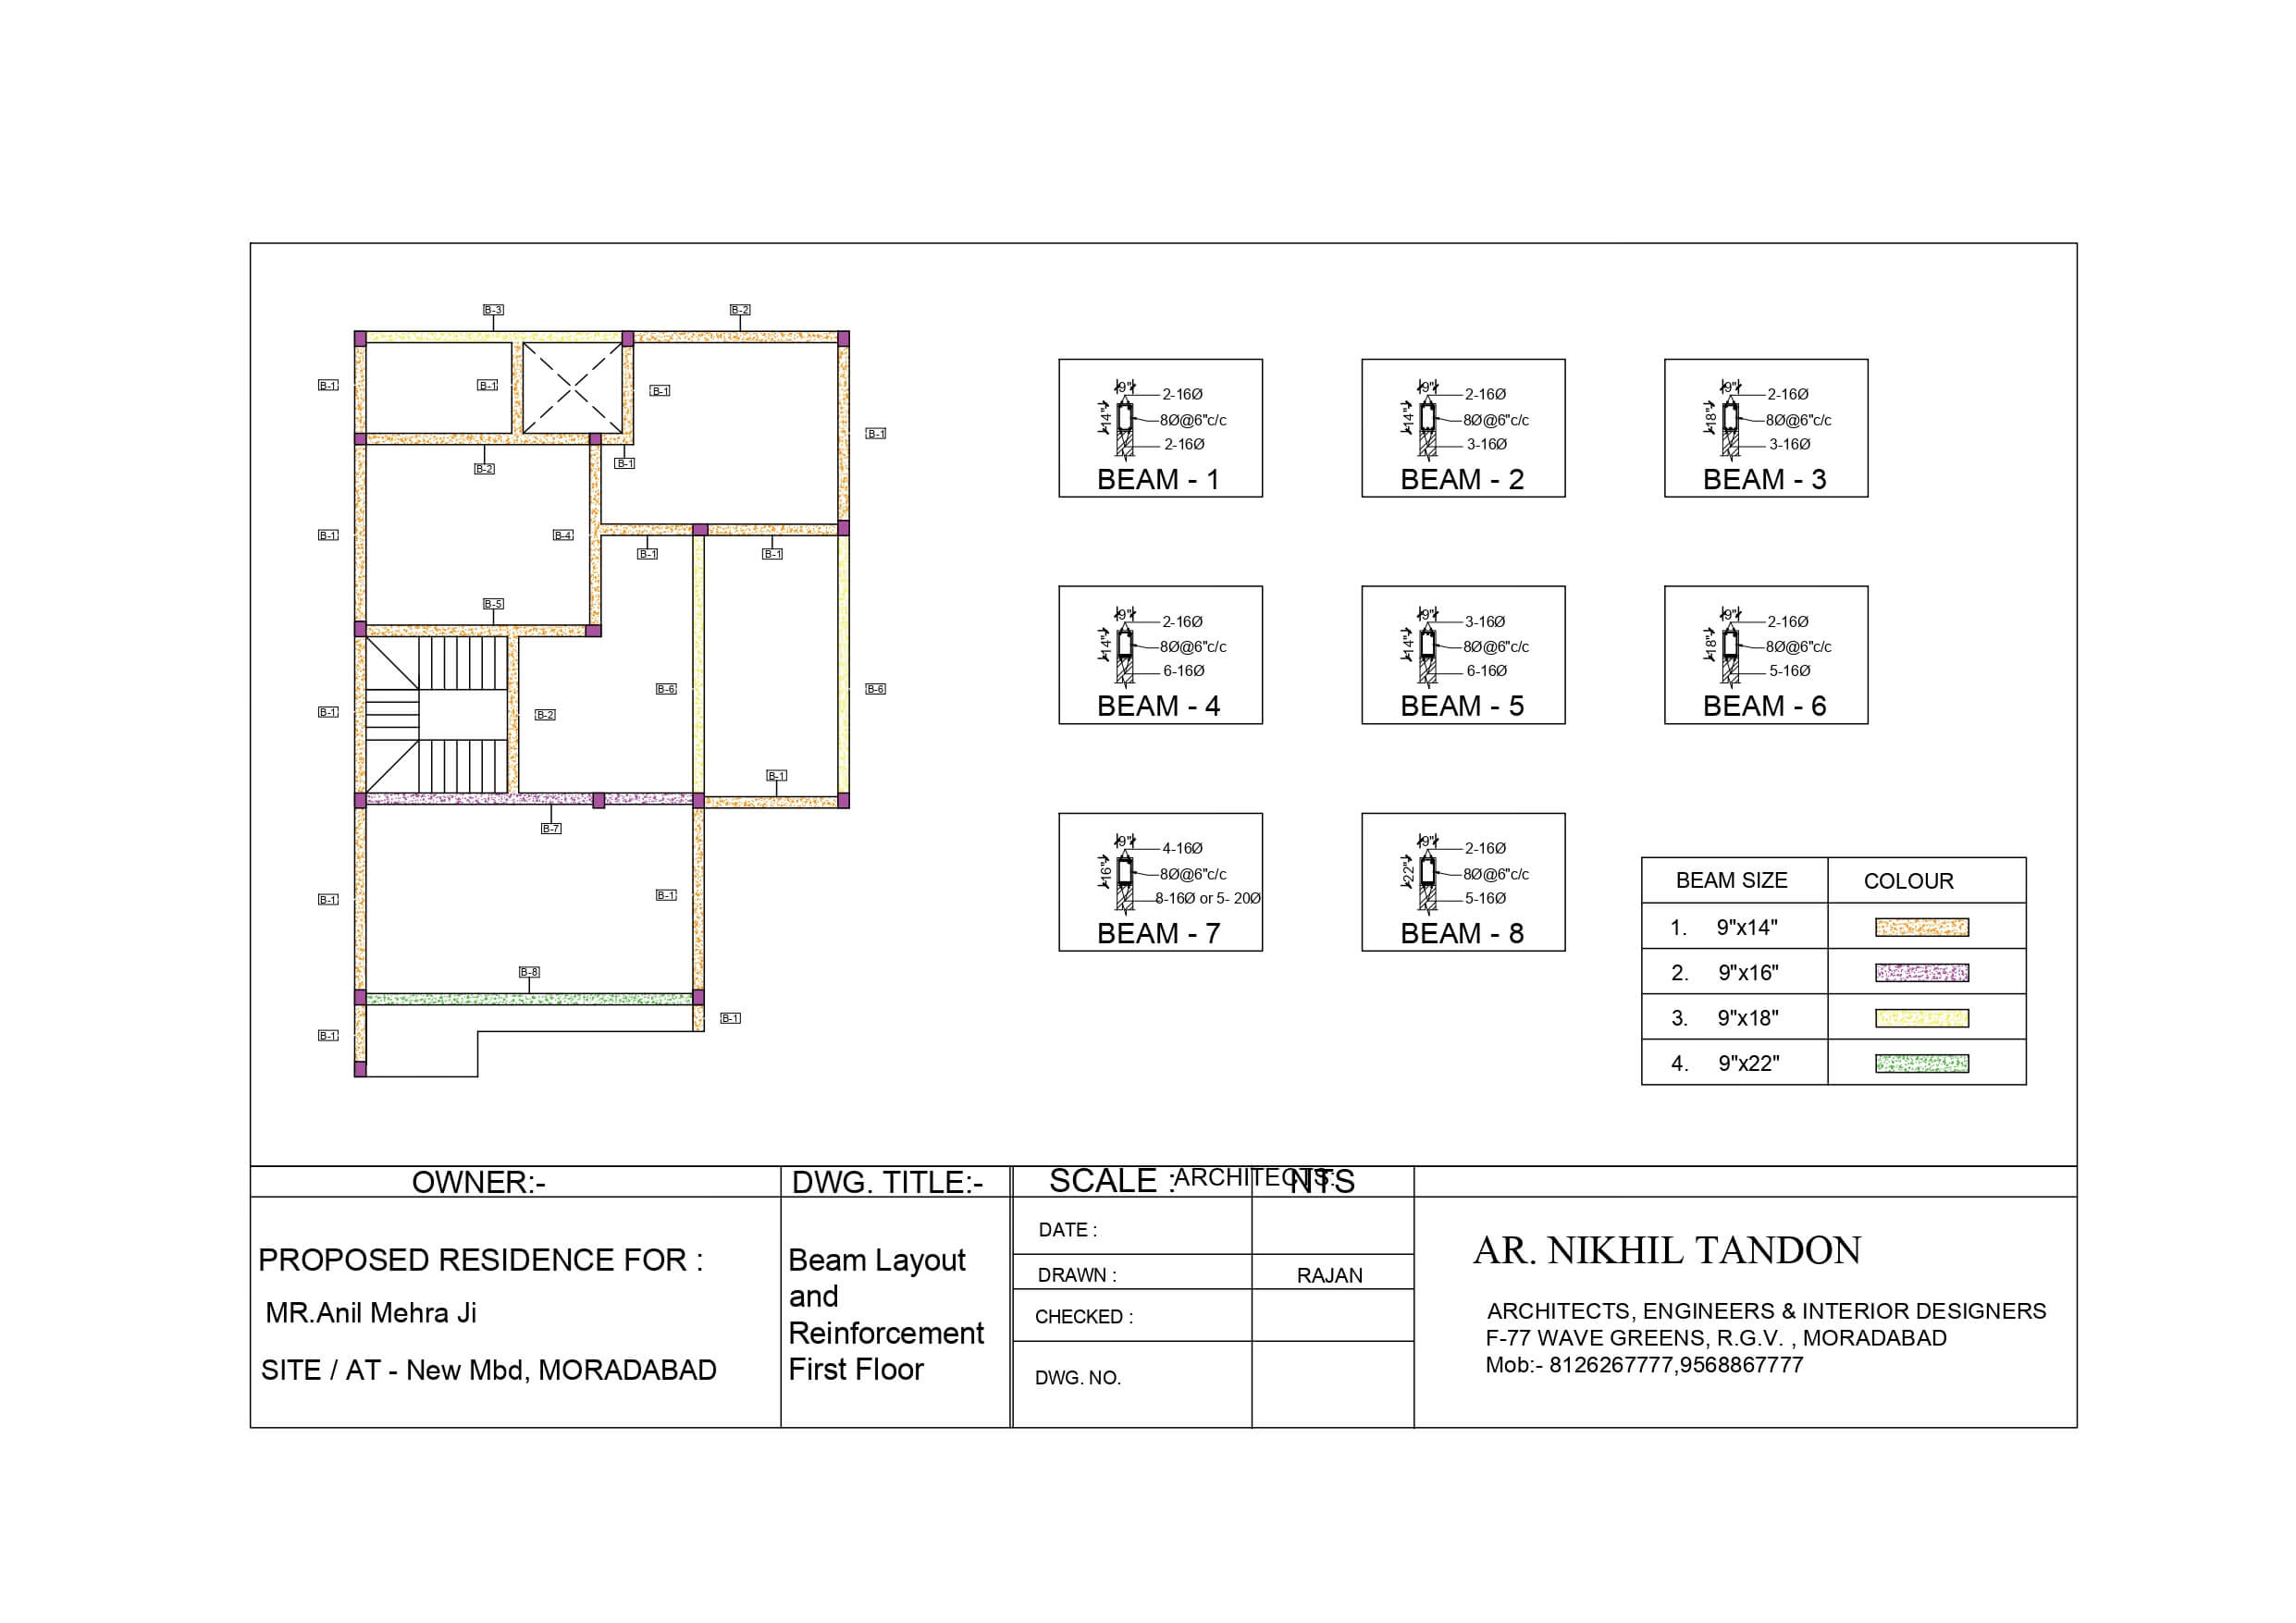 B-3
B-2
B-1
B-1
B-1
B-1
B-2
B-1
B-1
B-4
B-1
B-1
B-5
B-1
B-2
B-6
B-6
B-1
B-7
B-1
B-1
B-8
B-1
B-1
9"
14"
2-16Ø
8Ø@6"c/c
2-16Ø
BEAM - 1
9"
14"
2-16Ø
8Ø@6"c/c
3-16Ø
BEAM - 2
9"
18"
2-16Ø
8Ø@6"c/c
3-16Ø
BEAM - 3
9"
14"
2-16Ø
8Ø@6"c/c
6-16Ø
BEAM - 4
9"
14"
3-16Ø
8Ø@6"c/c
6-16Ø
BEAM - 5
9"
18"
2-16Ø
8Ø@6"c/c
5-16Ø
BEAM - 6
9"
16"
4-16Ø
8Ø@6"c/c
8-16Ø or 5- 20Ø
BEAM - 7
9"
22"
2-16Ø
8Ø@6"c/c
5-16Ø
BEAM - 8
BEAM SIZE COLOUR
1. 9"x14"
2. 9"x16"
3. 9"x18"
4. 9"x22"
OWNER:-
PROPOSED RESIDENCE FOR :
MR.Anil Mehra Ji
SITE / AT - New Mbd, MORADABAD
DWG. TITLE:-
Beam Layout
and
Reinforcement
First Floor
SCALE : NTS
ARCHITECTS:
DATE :
DRAWN : RAJAN
CHECKED :
DWG. NO.
AR. NIKHIL TANDON
ARCHITECTS, ENGINEERS & INTERIOR DESIGNERS
F-77 WAVE GREENS, R.G.V. , MORADABAD
Mob:- 8126267777,9568867777